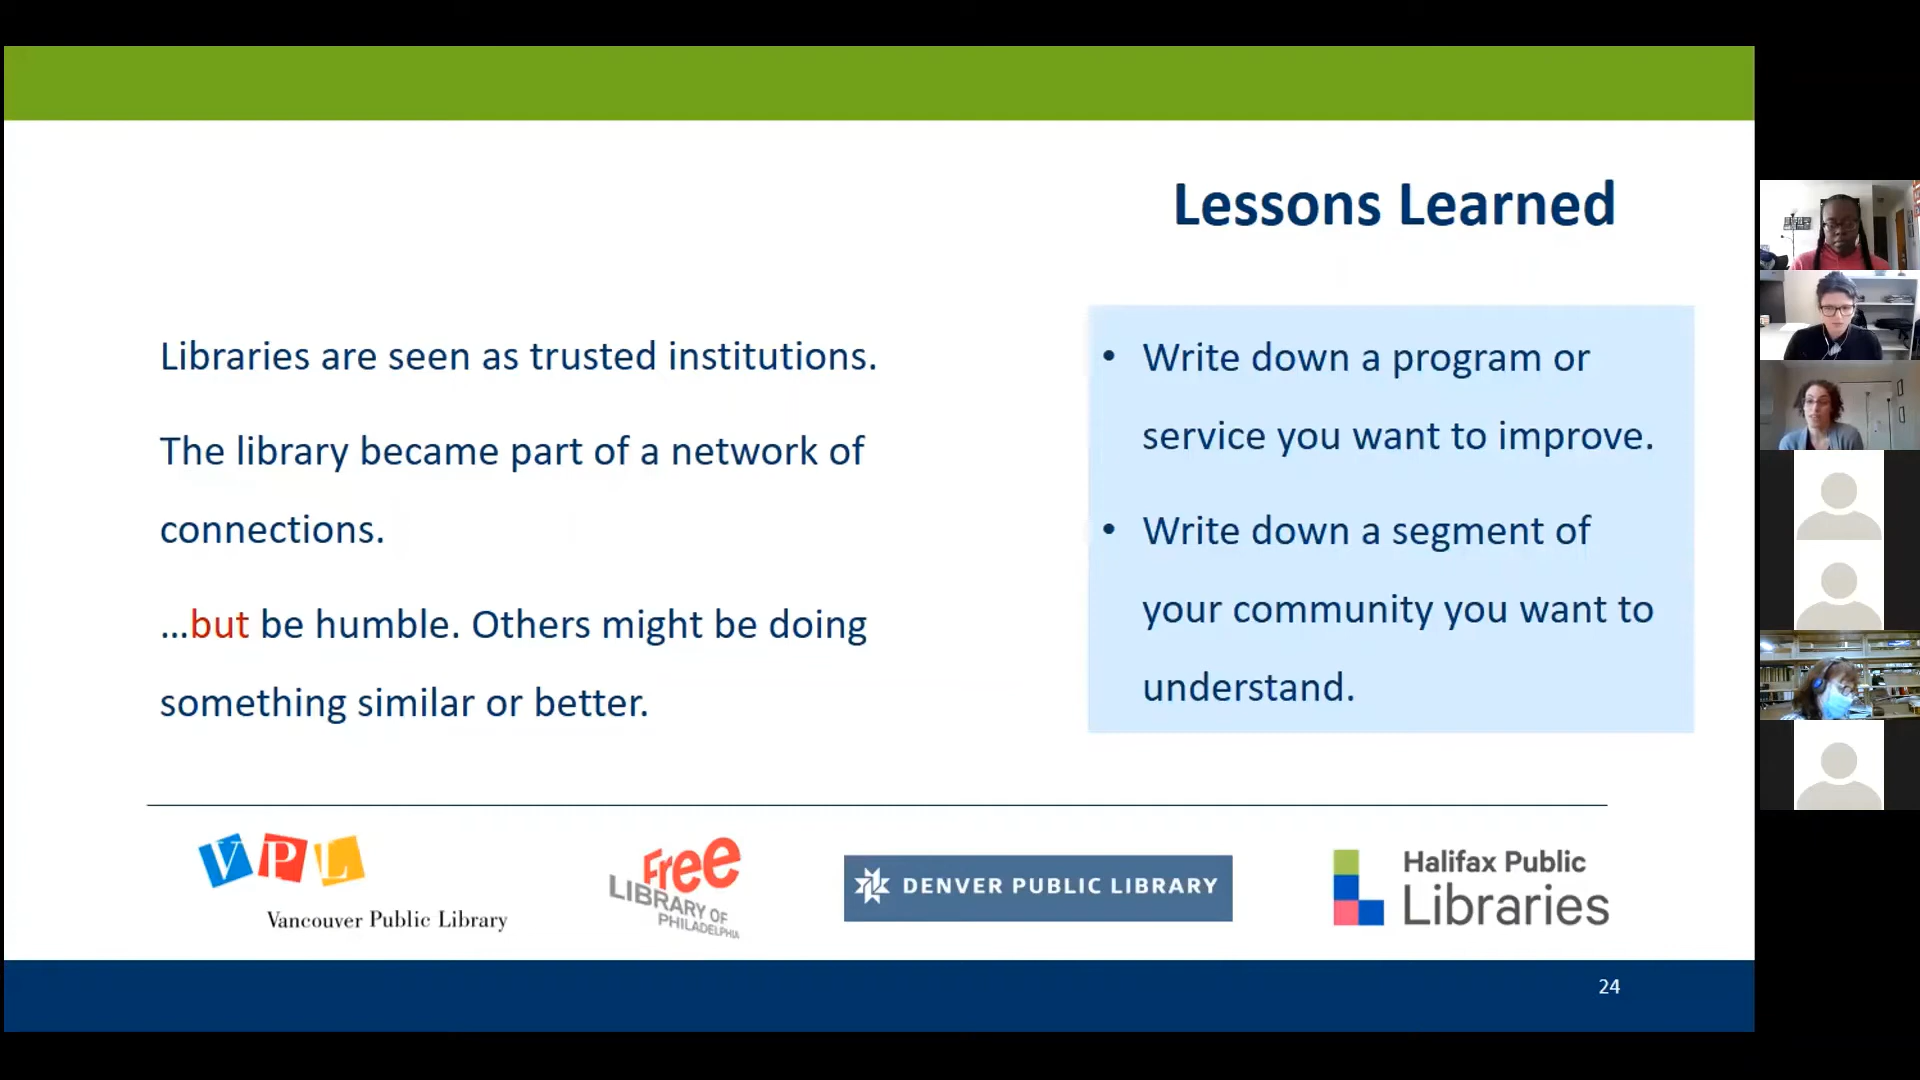 Lessons Learned
Libraries are seen as trusted institutions.
The library became part of a network of
connections.
...but be humble. Others might be doing
something similar or better.
• Write down a program or
service you want to improve.
• Write down a segment of
your community you want to
understand.
VPL
Vancouver Public Library
Free
LIBRARY OF
PHILADELPHIA
DENVER PUBLIC LIBRARY
Halifax Public
Libraries
24